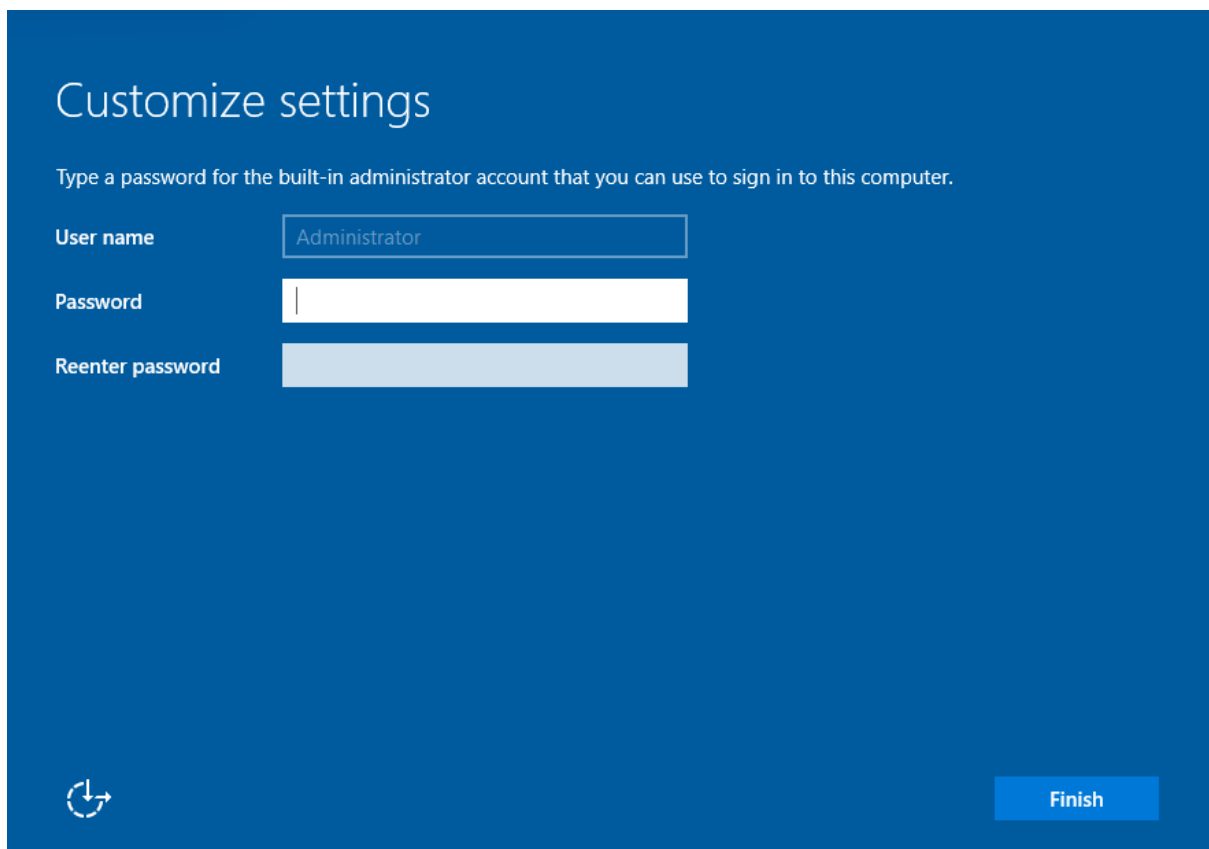 Customize settings
Type a password for the built-in administrator account that you can use to sign in to this computer.
User name Administrator
Password
Reenter password
Finish